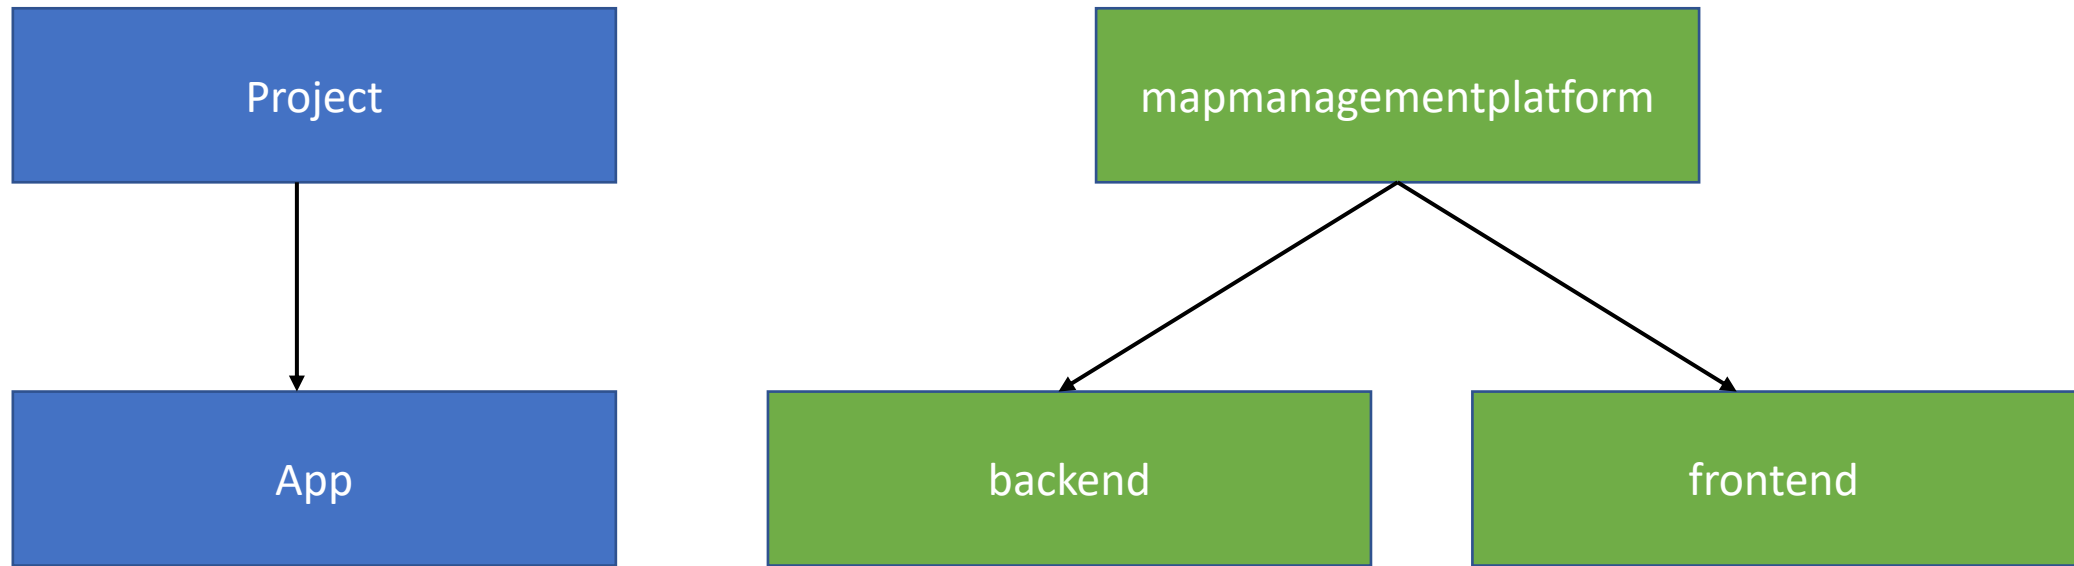 Project
mapmanagementplatform
App
backend
frontend